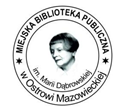 MIEJSKA BIBLIOTEKA PUBLICZNA
im. Marii Dąbrowskiej
w Ostrowi Mazowieckiej